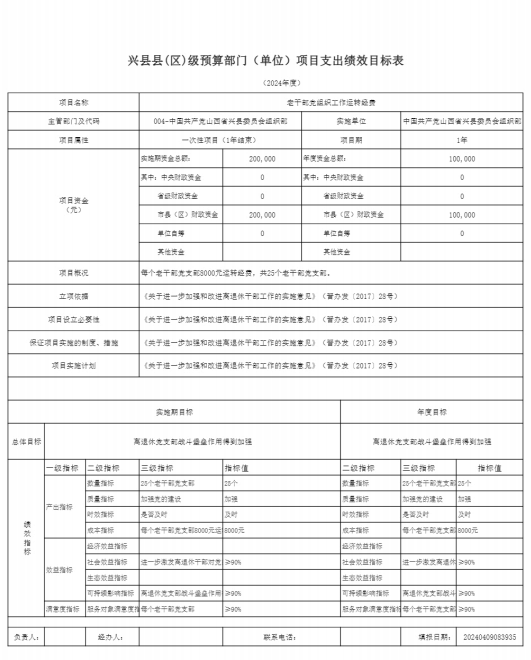 兴县县(区)级预算部门（单位）项目支出绩效目标表
（2024年度）
项目名称 老干部党组织工作运转经费
主管部门及代码 004-中国共产党山西省兴县委员会组织部 实施单位 中国共产党山西省兴县委员会组织部
项目属性 一次性项目（1年结束） 项目期 1年
项目资金
（元）
实施期资金总额: 200,000 年度资金总额: 100,000
其中: 中央财政资金 0 其中: 中央财政资金 0
省级财政资金 0 省级财政资金 0
市县（区）财政资金 200,000 市县（区）财政资金 100,000
单位自筹 0 单位自筹 0
其他资金 其他资金
项目概况 每个老干部党支部8000元运转经费，共25个老干部党支部。
立项依据 《关于进一步加强和改进离退休干部工作的实施意见》（晋办发〔2017〕28号）
项目设立必要性 《关于进一步加强和改进离退休干部工作的实施意见》（晋办发〔2017〕28号）
保证项目实施的制度、措施 《关于进一步加强和改进离退休干部工作的实施意见》（晋办发〔2017〕28号）
项目实施计划 《关于进一步加强和改进离退休干部工作的实施意见》（晋办发〔2017〕28号）
实施期目标 年度目标
总体目标 离退休党支部战斗堡垒作用得到加强 离退休党支部战斗堡垒作用得到加强
绩效指标
一级指标 二级指标 三级指标 指标值 二级指标 三级指标 指标值
产出指标
数量指标 25个老干部党支部 25个 数量指标 25个老干部党支部 25个
质量指标 加强党的建设 加强 质量指标 加强党的建设 加强
时效指标 是否及时 及时 时效指标 是否及时 及时
成本指标 每个老干部党支部8000元运 8000元 成本指标 每个老干部党支部 8000元
效益指标
经济效益指标 经济效益指标
社会效益指标 进一步激发离退休干部对党 ≥90% 社会效益指标 进一步激发离退休 ≥90%
生态效益指标 生态效益指标
可持续影响指标 离退休党支部战斗堡垒作用 ≥90% 可持续影响指标 离退休党支部战斗 ≥90%
满意度指标 服务对象满意度指标 每个老干部党支部 ≥90% 服务对象满意度指标 每个老干部党支部 ≥90%
负责人: 经办人: 联系电话: 填报日期: 20240409083935